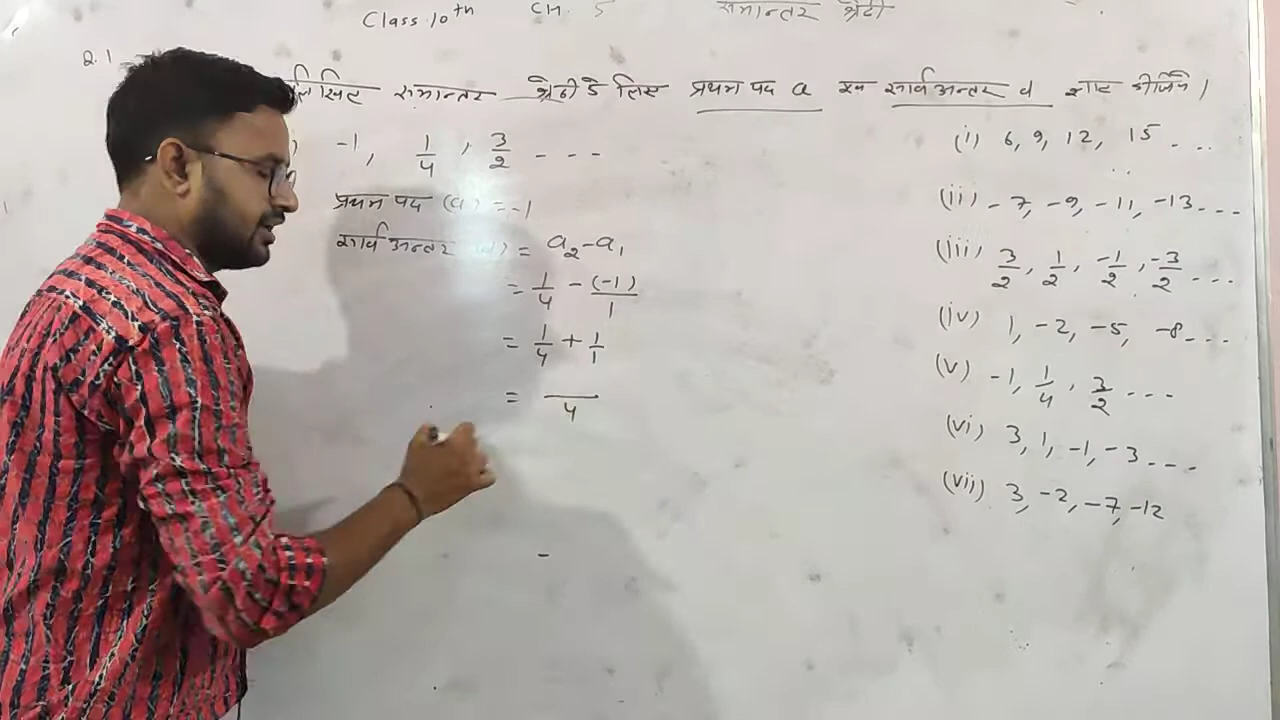 Class 10th CH. 5 समान्तर श्रेढी
Q.1 लिखित समान्तर श्रेढी के लिए प्रथम पद a एवं सार्व अन्तर d ज्ञात कीजिये।
-1, 1/4, 3/2 - - -
प्रथम पद (a) = -1
सार्व अन्तर (d) = a₂-a₁
= 1/4 - (-1)/1
= 1/4 + 1/1
= /4
(i) 6, 9, 12, 15 - - -
(ii) -7, -9, -11, -13 - - -
(iii) 3/2, 1/2, -1/2, -3/2 - - -
(iv) 1, -2, -5, -8 - - -
(v) -1, 1/4, 3/2 - - -
(vi) 3, 1, -1, -3 - - -
(vii) 3, -2, -7, -12